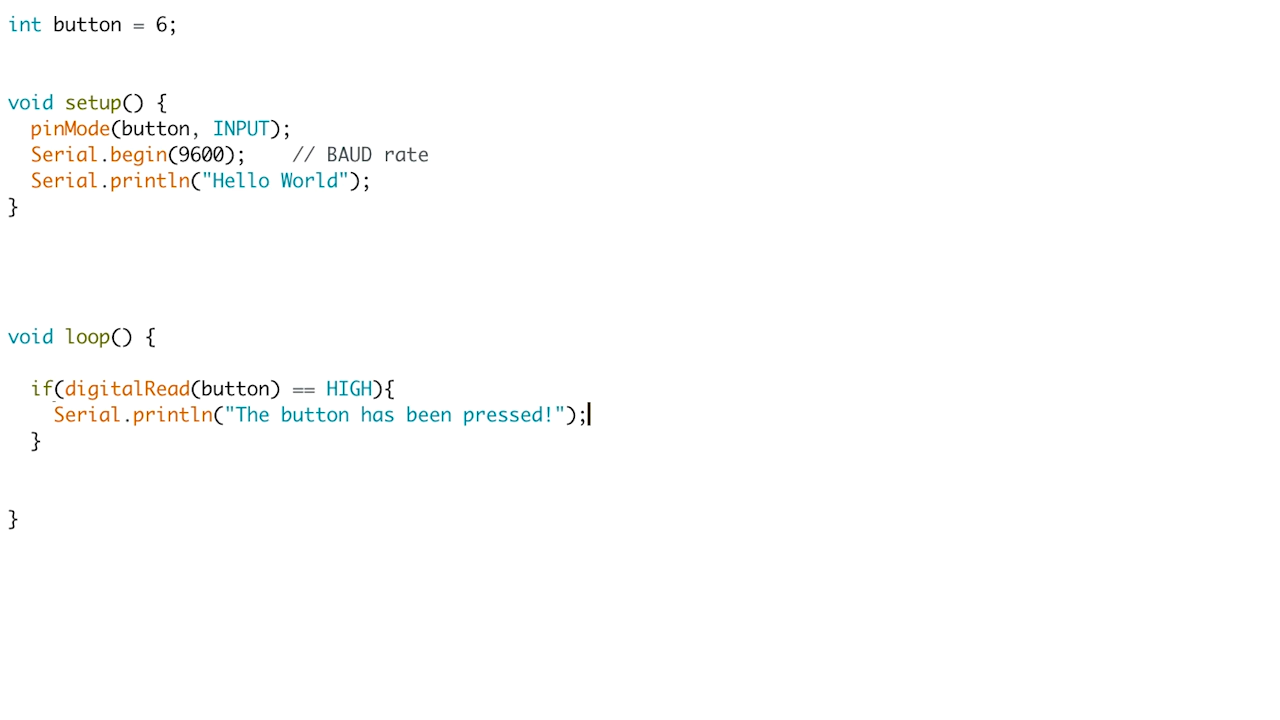 int button = 6;
void setup() {
  pinMode(button, INPUT);
  Serial.begin(9600);    // BAUD rate
  Serial.println("Hello World");
}
void loop() {
  if(digitalRead(button) == HIGH){
    Serial.println("The button has been pressed!");
  }
}